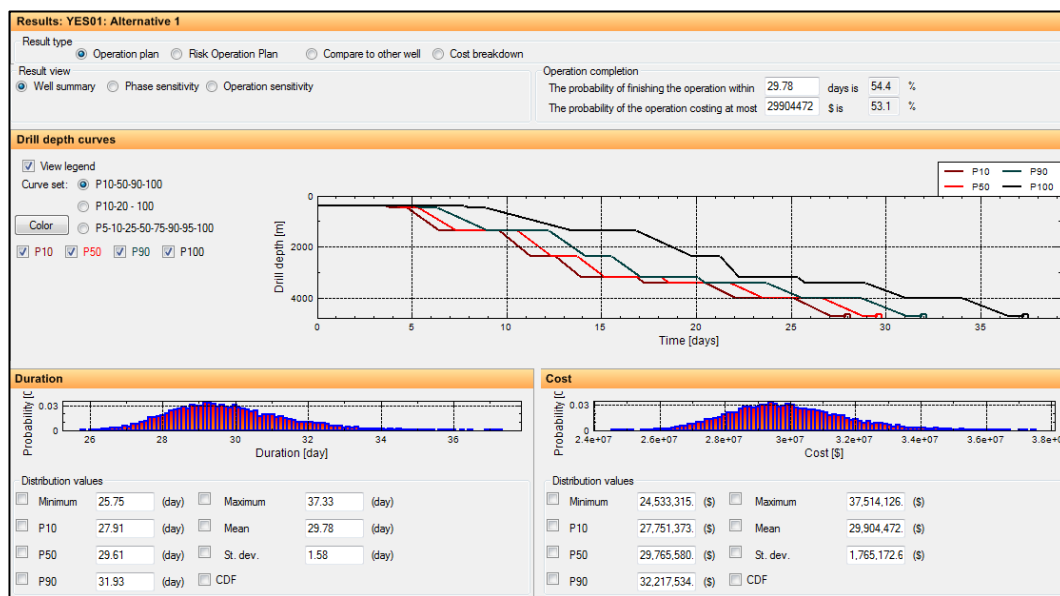 Results: YES01: Alternative 1
Result type
Operation plan Risk Operation Plan Compare to other well Cost breakdown
Result view
Well summary Phase sensitivity Operation sensitivity
Operation completion
The probability of finishing the operation within 29.78 days is 54.4 %
The probability of the operation costing at most 29904472 $ is 53.1 %
Drill depth curves
View legend
Curve set: P10-50-90-100
P10-20 - 100
Color P5-10-25-50-75-90-95-100
P10 P50 P90 P100
P10 P90
P50 P100
0
2000
4000
Drill depth [m]
0 5 10 15 20 25 30 35
Time [days]
Duration
Probability [
0.03
0
26 28 30 32 34 36
Duration [day]
Distribution values
Minimum 25.75 (day) Maximum 37.33 (day)
P10 27.91 (day) Mean 29.78 (day)
P50 29.61 (day) St. dev. 1.58 (day)
P90 31.93 (day) CDF
Cost
Probability [
0.03
0
2.4e+07 2.6e+07 2.8e+07 3e+07 3.2e+07 3.4e+07 3.6e+07 3.8e+
Cost [$]
Distribution values
Minimum 24,533,315. ($) Maximum 37,514,126. ($)
P10 27,751,373. ($) Mean 29,904,472. ($)
P50 29,765,580. ($) St. dev. 1,765,172.6 ($)
P90 32,217,534. ($) CDF